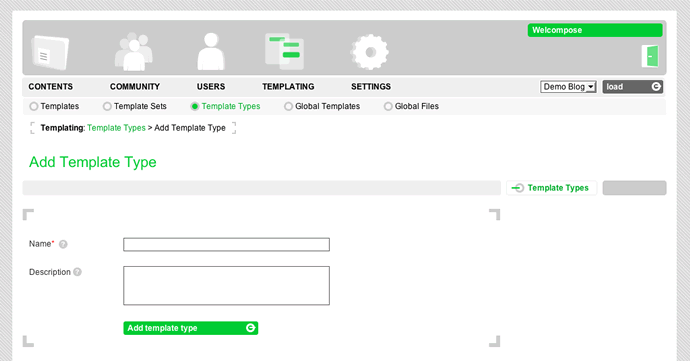 Welcompose
CONTENTS COMMUNITY USERS TEMPLATING SETTINGS Demo Blog load
Templates Template Sets Template Types Global Templates Global Files
Templating: Template Types > Add Template Type
Add Template Type
Template Types
Name* ?
Description ?
Add template type